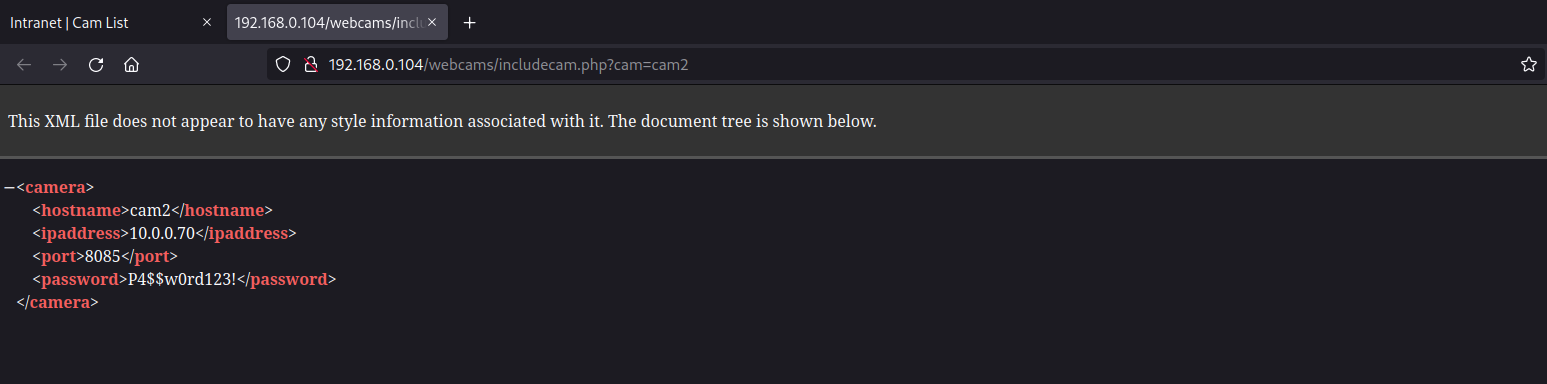 Intranet | Cam List
192.168.0.104/webcams/incl
192.168.0.104/webcams/includecam.php?cam=cam2
This XML file does not appear to have any style information associated with it. The document tree is shown below.
−<camera>
<hostname>cam2</hostname>
<ipaddress>10.0.0.70</ipaddress>
<port>8085</port>
<password>P4$$w0rd123!</password>
</camera>